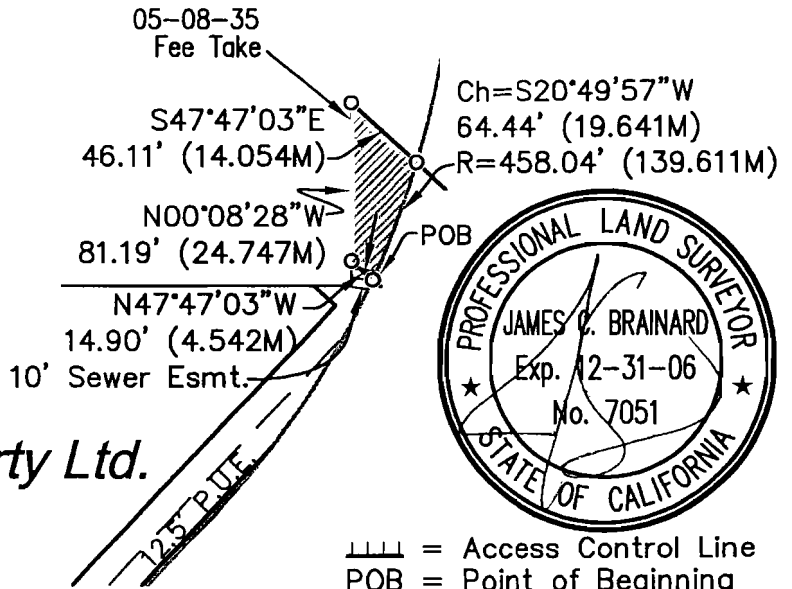 05-08-35
Fee Take
S47°47'03"E
46.11' (14.054M)
Ch=S20°49'57"W
64.44' (19.641M)
R=458.04' (139.611M)
N00°08'28"W
81.19' (24.747M)
POB
N47°47'03"W
14.90' (4.542M)
10' Sewer Esmt.
rty Ltd.
12.5' P.U.E.
PROFESSIONAL LAND SURVEYOR
JAMES C. BRAINARD
Exp. 12-31-06
No. 7051
STATE OF CALIFORNIA
= Access Control Line
POB = Point of Beginning